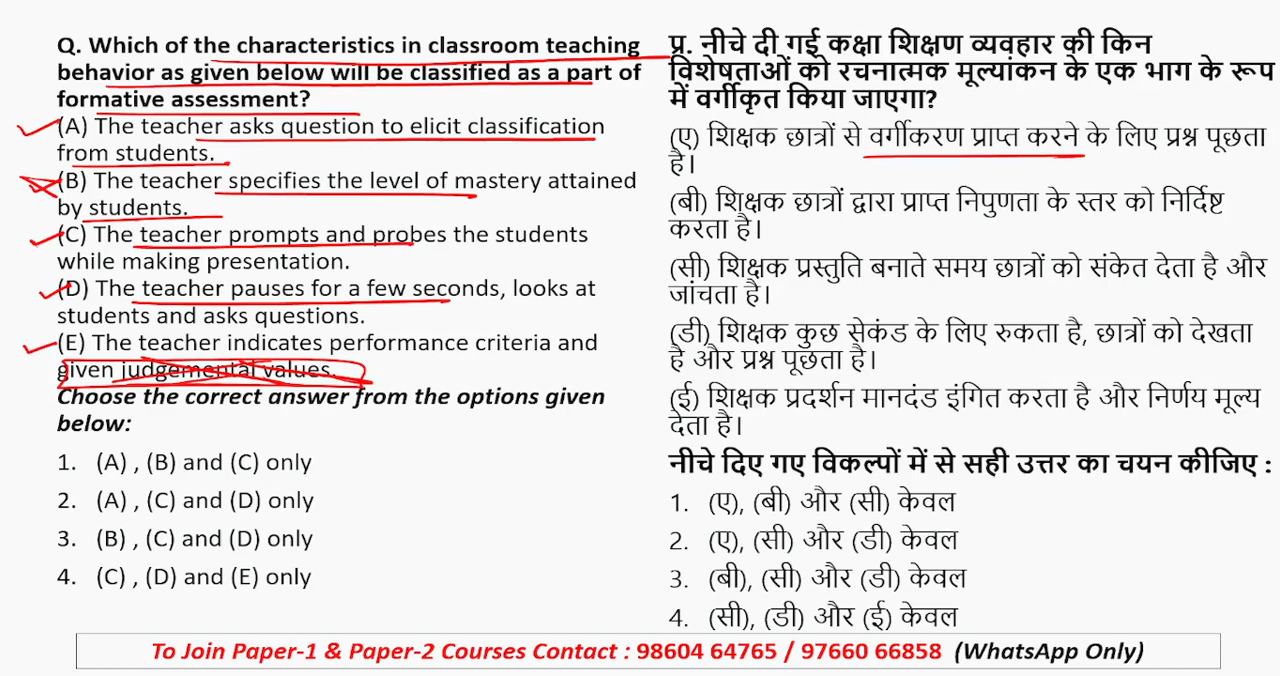 Q. Which of the characteristics in classroom teaching
behavior as given below will be classified as a part of
formative assessment?
(A) The teacher asks question to elicit classification
from students.
(B) The teacher specifies the level of mastery attained
by students.
(C) The teacher prompts and probes the students
while making presentation.
(D) The teacher pauses for a few seconds, looks at
students and asks questions.
(E) The teacher indicates performance criteria and
given judgemental values.
Choose the correct answer from the options given
below:
1. (A) , (B) and (C) only
2. (A) , (C) and (D) only
3. (B) , (C) and (D) only
4. (C) , (D) and (E) only
प्र. नीचे दी गई कक्षा शिक्षण व्यवहार की किन
विशेषताओं को रचनात्मक मूल्यांकन के एक भाग के रूप
में वर्गीकृत किया जाएगा?
(ए) शिक्षक छात्रों से वर्गीकरण प्राप्त करने के लिए प्रश्न पूछता
है।
(बी) शिक्षक छात्रों द्वारा प्राप्त निपुणता के स्तर को निर्दिष्ट
करता है।
(सी) शिक्षक प्रस्तुति बनाते समय छात्रों को संकेत देता है और
जांचता है।
(डी) शिक्षक कुछ सेकंड के लिए रुकता है, छात्रों को देखता
है और प्रश्न पूछता है।
(ई) शिक्षक प्रदर्शन मानदंड इंगित करता है और निर्णय मूल्य
देता है।
नीचे दिए गए विकल्पों में से सही उत्तर का चयन कीजिए :
1. (ए), (बी) और (सी) केवल
2. (ए), (सी) और (डी) केवल
3. (बी), (सी) और (डी) केवल
4. (सी), (डी) और (ई) केवल
To Join Paper-1 & Paper-2 Courses Contact : 98604 64765 / 97660 66858 (WhatsApp Only)